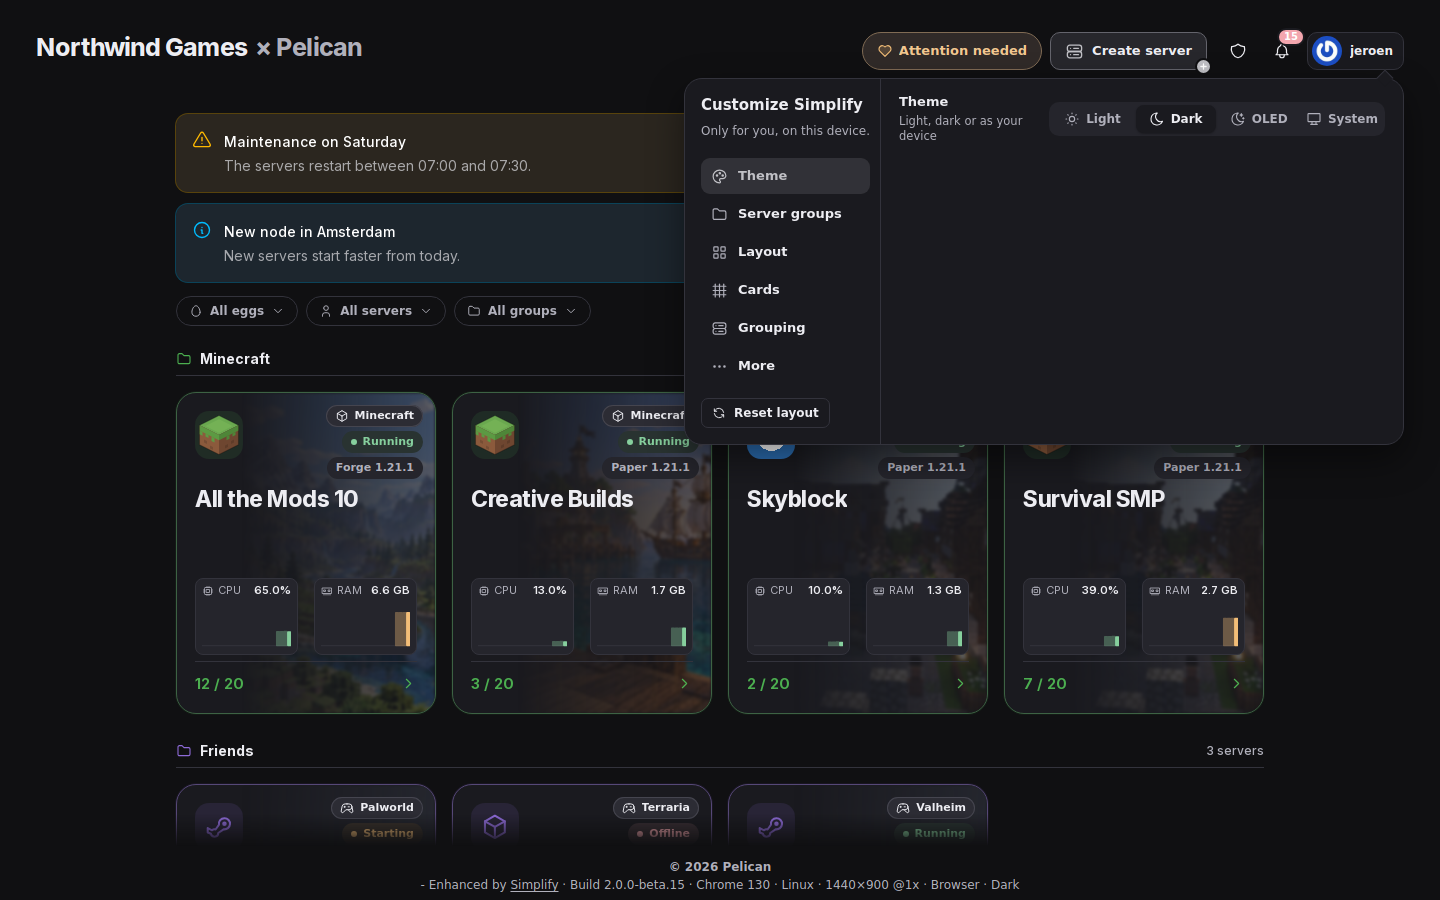 Northwind Games × Pelican
Attention needed
Create server
15
jeroen
Customize Simplify
Only for you, on this device.
Theme
Server groups
Layout
Cards
Grouping
More
Reset layout
Theme
Light, dark or as your
device
Light
Dark
OLED
System
Maintenance on Saturday
The servers restart between 07:00 and 07:30.
New node in Amsterdam
New servers start faster from today.
All eggs
All servers
All groups
Minecraft
Minecraft
Running
Forge 1.21.1
All the Mods 10
CPU 65.0%
RAM 6.6 GB
12 / 20
Minecraf
Running
Paper 1.21.1
Creative Builds
CPU 13.0%
RAM 1.7 GB
3 / 20
Paper 1.21.1
Skyblock
CPU 10.0%
RAM 1.3 GB
2 / 20
Paper 1.21.1
Survival SMP
CPU 39.0%
RAM 2.7 GB
7 / 20
Friends
3 servers
Palworld
Starting
Terraria
Offline
Valheim
Running
© 2026 Pelican
- Enhanced by Simplify · Build 2.0.0-beta.15 · Chrome 130 · Linux · 1440×900 @1x · Browser · Dark